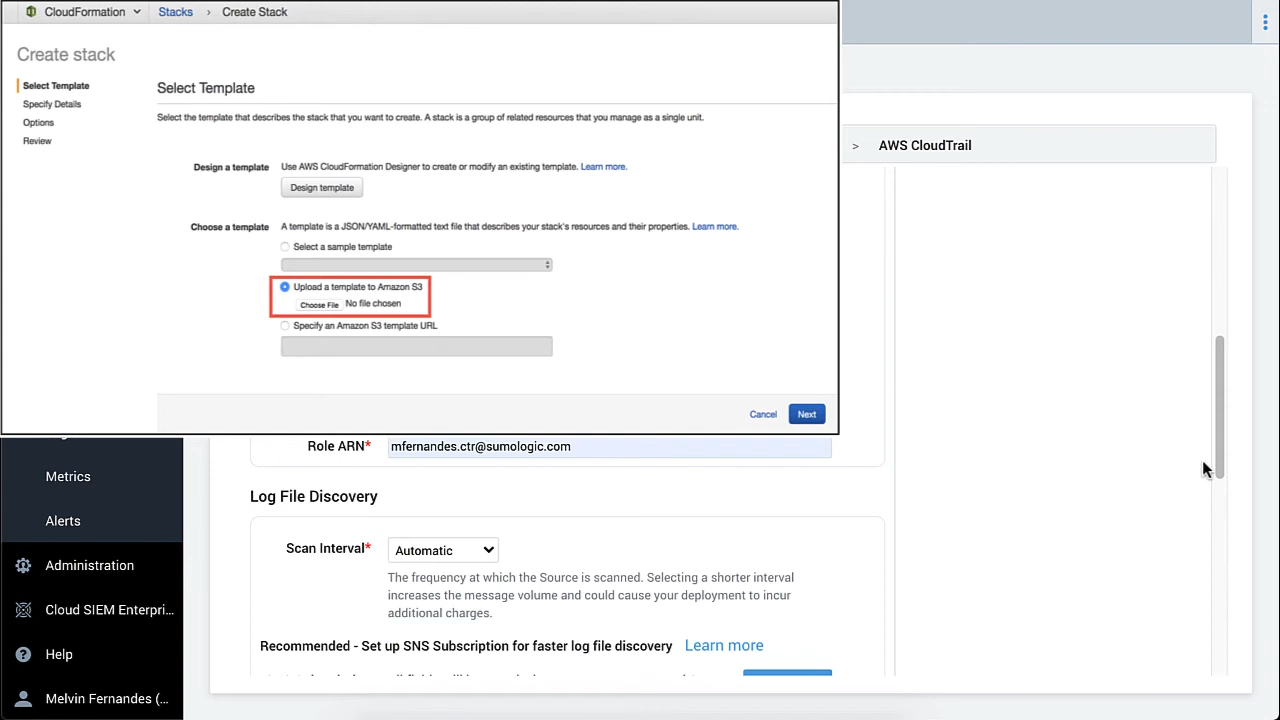 CloudFormation
Stacks
›
Create Stack
Create stack
Select Template
Specify Details
Options
Review
Select Template
Select the template that describes the stack that you want to create. A stack is a group of related resources that you manage as a single unit.
Design a template
Use AWS CloudFormation Designer to create or modify an existing template. Learn more.
Design template
Choose a template
A template is a JSON/YAML-formatted text file that describes your stack's resources and their properties. Learn more.
Select a sample template
Upload a template to Amazon S3
Choose File No file chosen
Specify an Amazon S3 template URL
Cancel
Next
> AWS CloudTrail
Role ARN*
mfernandes.ctr@sumologic.com
Log File Discovery
Scan Interval*
Automatic
The frequency at which the Source is scanned. Selecting a shorter interval
increases the message volume and could cause your deployment to incur
additional charges.
Recommended - Set up SNS Subscription for faster log file discovery Learn more
Metrics
Alerts
Administration
Cloud SIEM Enterpri...
Help
Melvin Fernandes (...